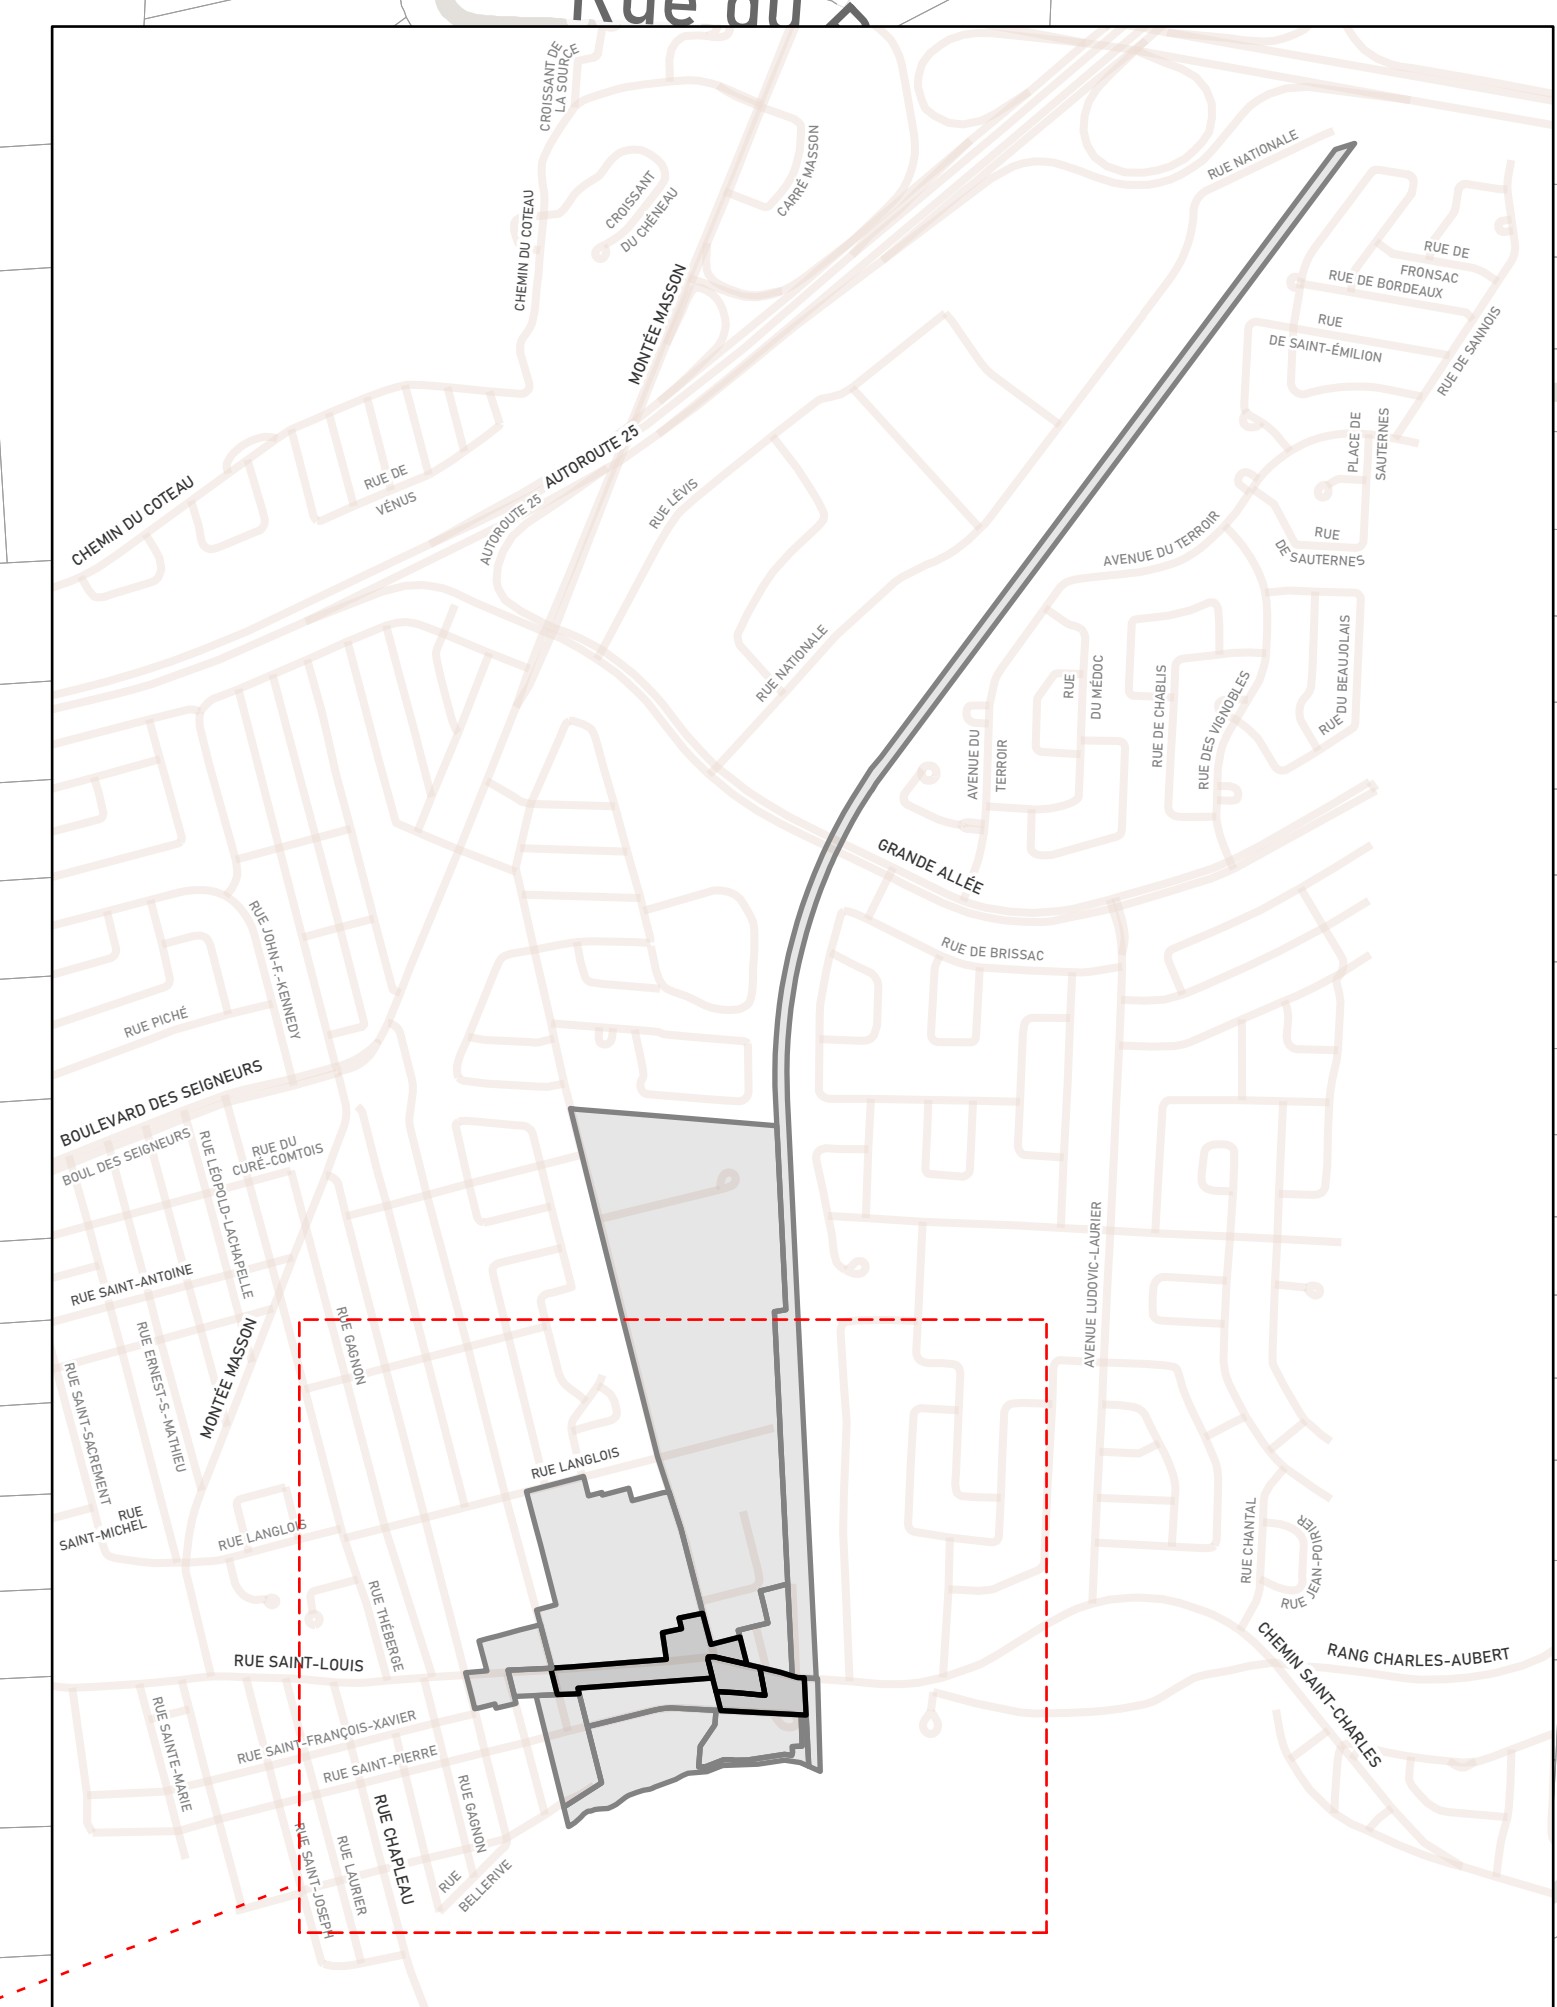 Rue du
CROISSANT DE
LA SOURCE
CARRÉ MASSON
RUE NATIONALE
CROISSANT
DU CHÊNEAU
CHEMIN DU COTEAU
MONTÉE MASSON
RUE DE
FRONSAC
RUE DE BORDEAUX
RUE
DE SAINT-ÉMILION
RUE DE SANNOIS
PLACE DE
SAUTERNES
AUTOROUTE 25
RUE DE
VÉNUS
CHEMIN DU COTEAU
AUTOROUTE 25
RUE LÉVIS
AVENUE DU TERROIR
RUE
DE SAUTERNES
RUE NATIONALE
RUE
DU MÉDOC
RUE DE CHABLIS
RUE DES VIGNOBLES
RUE DU BEAUJOLAIS
AVENUE DU
TERROIR
GRANDE ALLÉE
RUE DE BRISSAC
RUE JOHN-F.-KENNEDY
RUE PICHÉ
BOULEVARD DES SEIGNEURS
BOUL DES SEIGNEURS
RUE LÉOPOLD-LACHAPELLE
RUE DU
CURÉ-COMTOIS
RUE SAINT-ANTOINE
RUE ERNEST-S.-MATHIEU
RUE SAINT-SACREMENT
MONTÉE MASSON
RUE GAGNON
AVENUE LUDOVIC-LAURIER
RUE LANGLOIS
RUE
SAINT-MICHEL
RUE LANGLOIS
RUE CHANTAL
RUE JEAN-POIRIER
RUE THÉBERGE
RUE SAINT-LOUIS
CHEMIN SAINT-CHARLES
RANG CHARLES-AUBERT
RUE SAINTE-MARIE
RUE SAINT-FRANÇOIS-XAVIER
RUE SAINT-PIERRE
RUE CHAPLEAU
RUE GAGNON
RUE SAINT-JOSEPH
RUE LAURIER
RUE
BELLERIVE